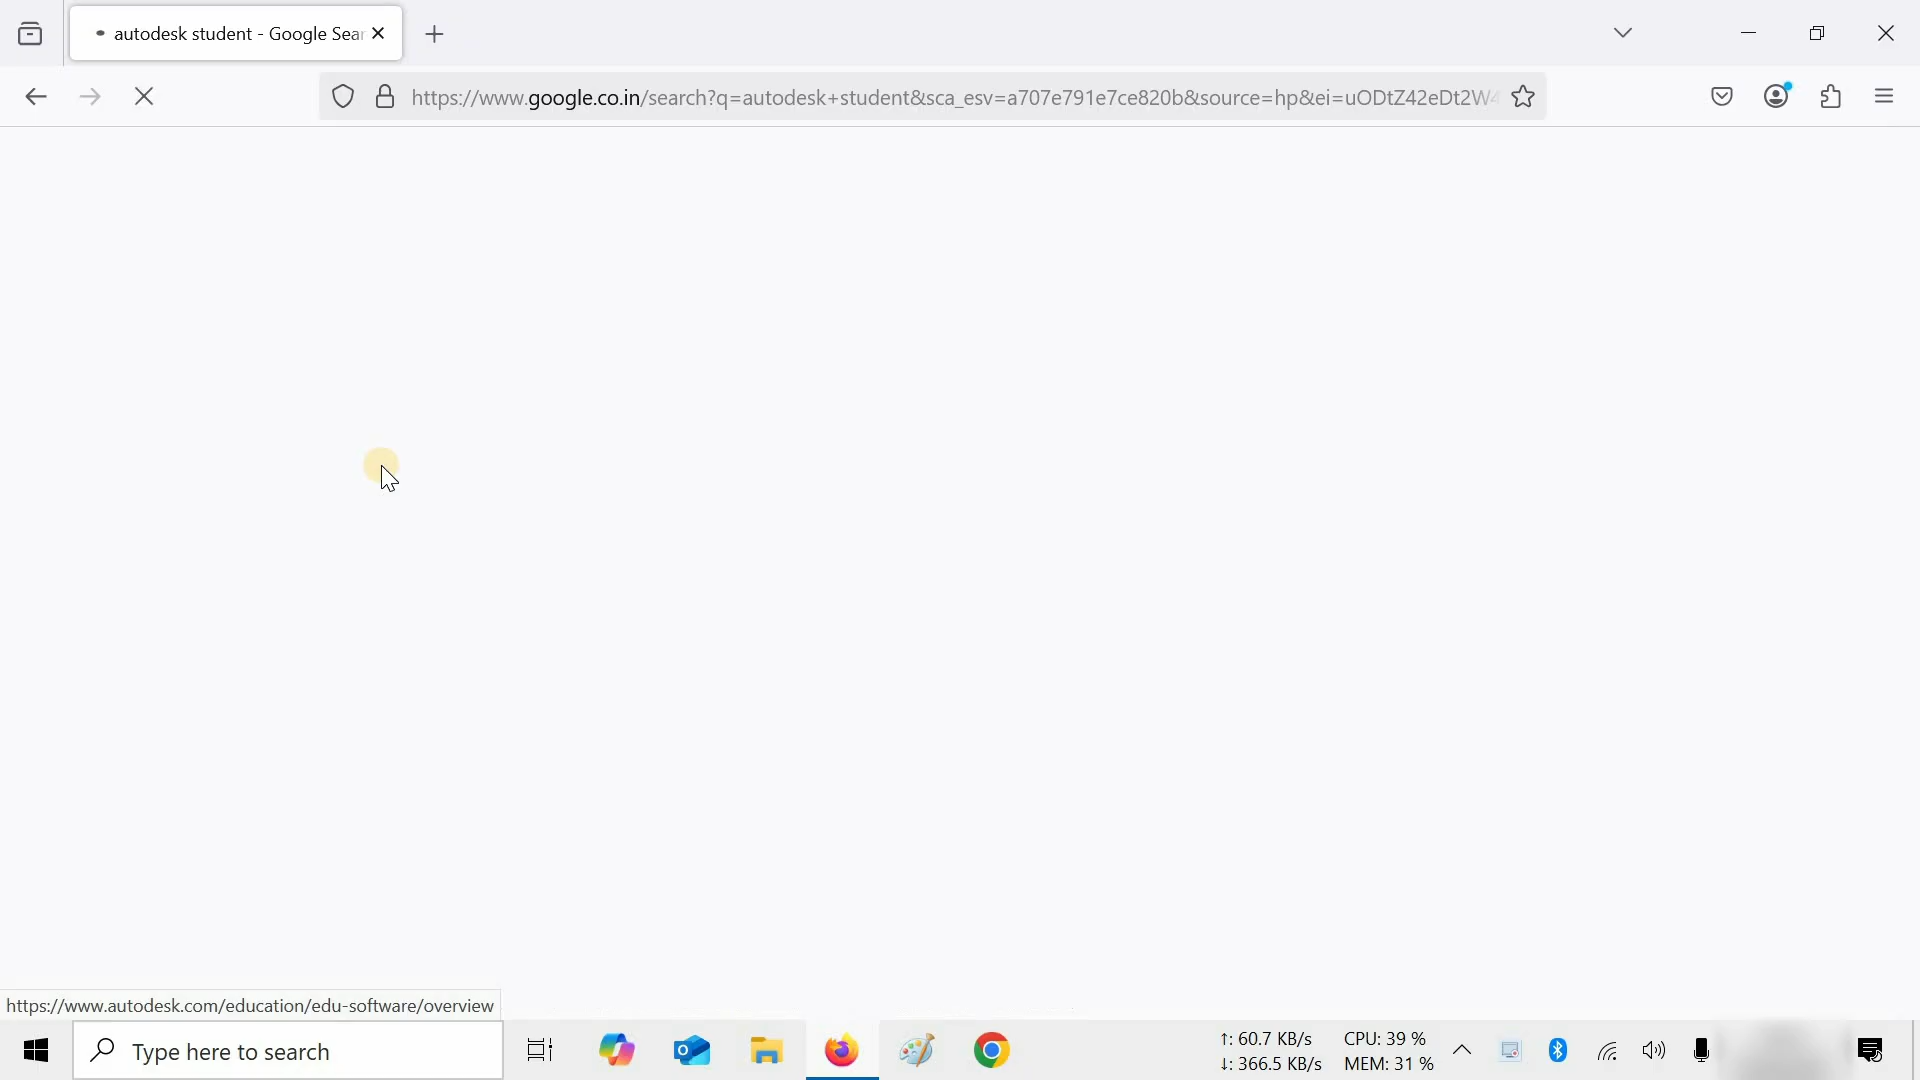 autodesk student - Google Sear
https://www.google.co.in/search?q=autodesk+student&sca_esv=a707e791e7ce820b&source=hp&ei=uODtZ42eDt2W4
https://www.autodesk.com/education/edu-software/overview
Type here to search
↑: 60.7 KB/s
↓: 366.5 KB/s
CPU: 39 %
MEM: 31 %